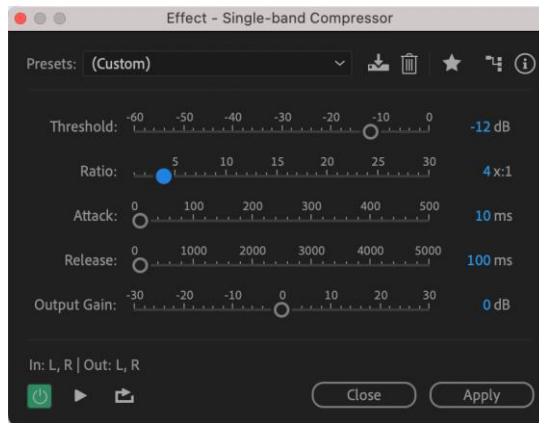 Effect - Single-band Compressor
Presets: (Custom)
-60 -50 -40 -30 -20 -10 0
Threshold: -12 dB
5 10 15 20 25 30
Ratio: 4 x:1
0 100 200 300 400 500
Attack: 10 ms
0 1000 2000 3000 4000 5000
Release: 100 ms
-30 -20 -10 0 10 20 30
Output Gain: 0 dB
In: L, R | Out: L, R
Close Apply